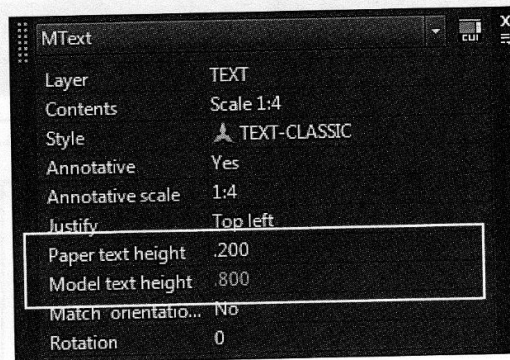 MText
CUI
X
Layer TEXT
Contents Scale 1:4
Style TEXT-CLASSIC
Annotative Yes
Annotative scale 1:4
Justify Top left
Paper text height .200
Model text height .800
Match orientatio... No
Rotation 0